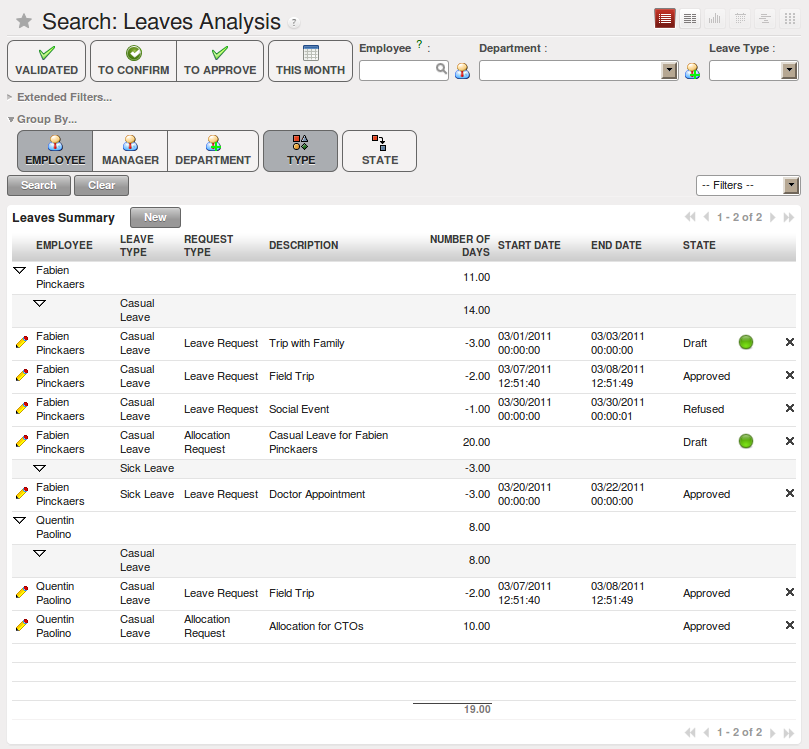 Search: Leaves Analysis ?
VALIDATED TO CONFIRM TO APPROVE THIS MONTH
Employee ? : Department : Leave Type :
Extended Filters...
Group By...
EMPLOYEE MANAGER DEPARTMENT TYPE STATE
Search Clear -- Filters --
Leaves Summary New 1 - 2 of 2
EMPLOYEE LEAVE TYPE REQUEST TYPE DESCRIPTION NUMBER OF DAYS START DATE END DATE STATE
Fabien Pinckaers 11.00
Casual Leave 14.00
Fabien Pinckaers Casual Leave Leave Request Trip with Family -3.00 03/01/2011 00:00:00 03/03/2011 00:00:00 Draft
Fabien Pinckaers Casual Leave Leave Request Field Trip -2.00 03/07/2011 12:51:40 03/08/2011 12:51:49 Approved
Fabien Pinckaers Casual Leave Leave Request Social Event -1.00 03/30/2011 00:00:00 03/30/2011 00:00:01 Refused
Fabien Pinckaers Casual Leave Allocation Request Casual Leave for Fabien Pinckaers 20.00 Draft
Sick Leave -3.00
Fabien Pinckaers Sick Leave Leave Request Doctor Appointment -3.00 03/20/2011 00:00:00 03/22/2011 00:00:00 Approved
Quentin Paolino 8.00
Casual Leave 8.00
Quentin Paolino Casual Leave Leave Request Field Trip -2.00 03/07/2011 12:51:40 03/08/2011 12:51:49 Approved
Quentin Paolino Casual Leave Allocation Request Allocation for CTOs 10.00 Approved
19.00
1 - 2 of 2